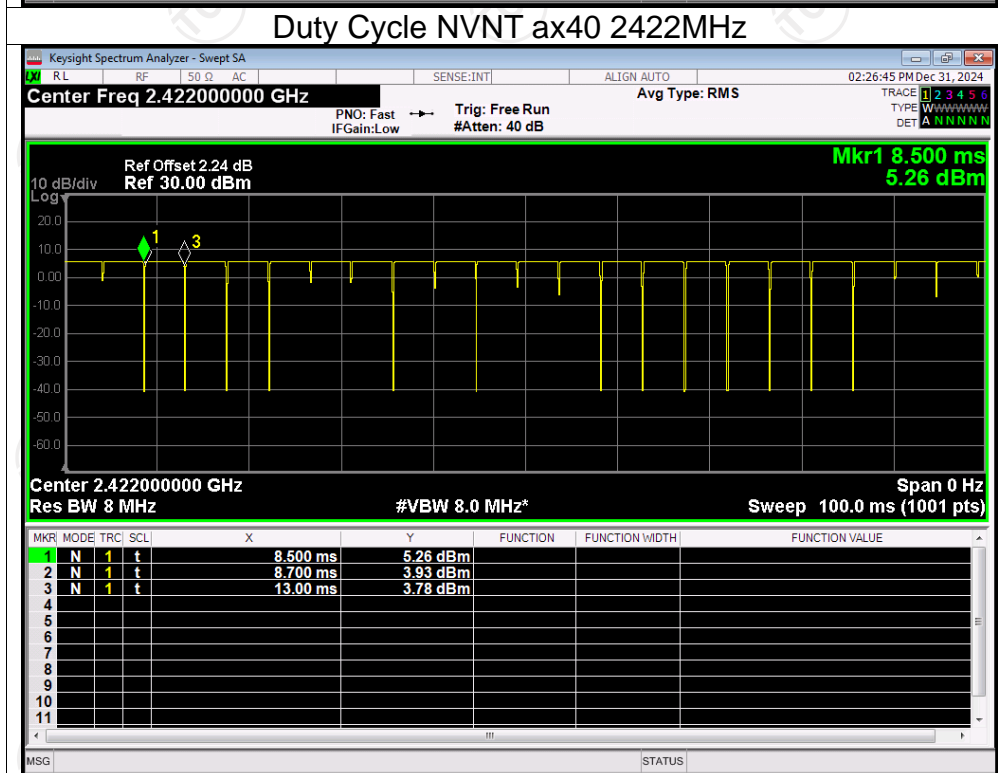 Duty Cycle NVNT ax40 2422MHz
Keysight Spectrum Analyzer - Swept SA
LXI RL RF 50 Ω AC SENSE:INT ALIGN AUTO 02:26:45 PM Dec 31, 2024
Center Freq 2.422000000 GHz Avg Type: RMS TRACE 1 2 3 4 5 6
PNO: Fast Trig: Free Run TYPE WWWWWW
IFGain:Low #Atten: 40 dB DET A N N N N N
Mkr1 8.500 ms
5.26 dBm
Ref Offset 2.24 dB
10 dB/div Ref 30.00 dBm
Log
20.0
1
3
10.0
0.00
-10.0
-20.0
-30.0
-40.0
-50.0
-60.0
Center 2.422000000 GHz Span 0 Hz
Res BW 8 MHz #VBW 8.0 MHz* Sweep 100.0 ms (1001 pts)
MKR MODE TRC SCL X Y FUNCTION FUNCTION WIDTH FUNCTION VALUE
1 N 1 t 8.500 ms 5.26 dBm
2 N 1 t 8.700 ms 3.93 dBm
3 N 1 t 13.00 ms 3.78 dBm
4
5
6
7
8
9
10
11
MSG STATUS